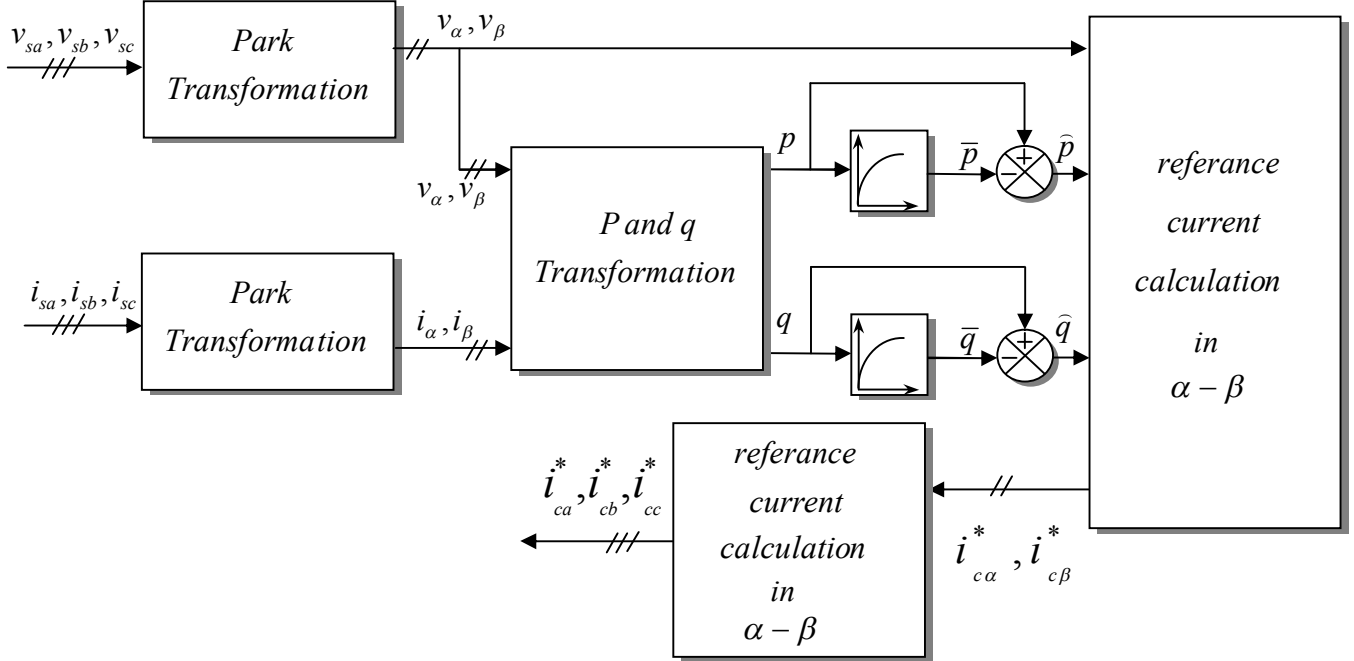 v_sa, v_sb, v_sc
Park
Transformation
v_α, v_β
v_α, v_β
i_sa, i_sb, i_sc
Park
Transformation
i_α, i_β
P and q
Transformation
p
p̅
+
−
p̂
q
q̅
+
−
q̂
referance
current
calculation
in
α − β
i*_cα, i*_cβ
referance
current
calculation
in
α − β
i*_ca, i*_cb, i*_cc